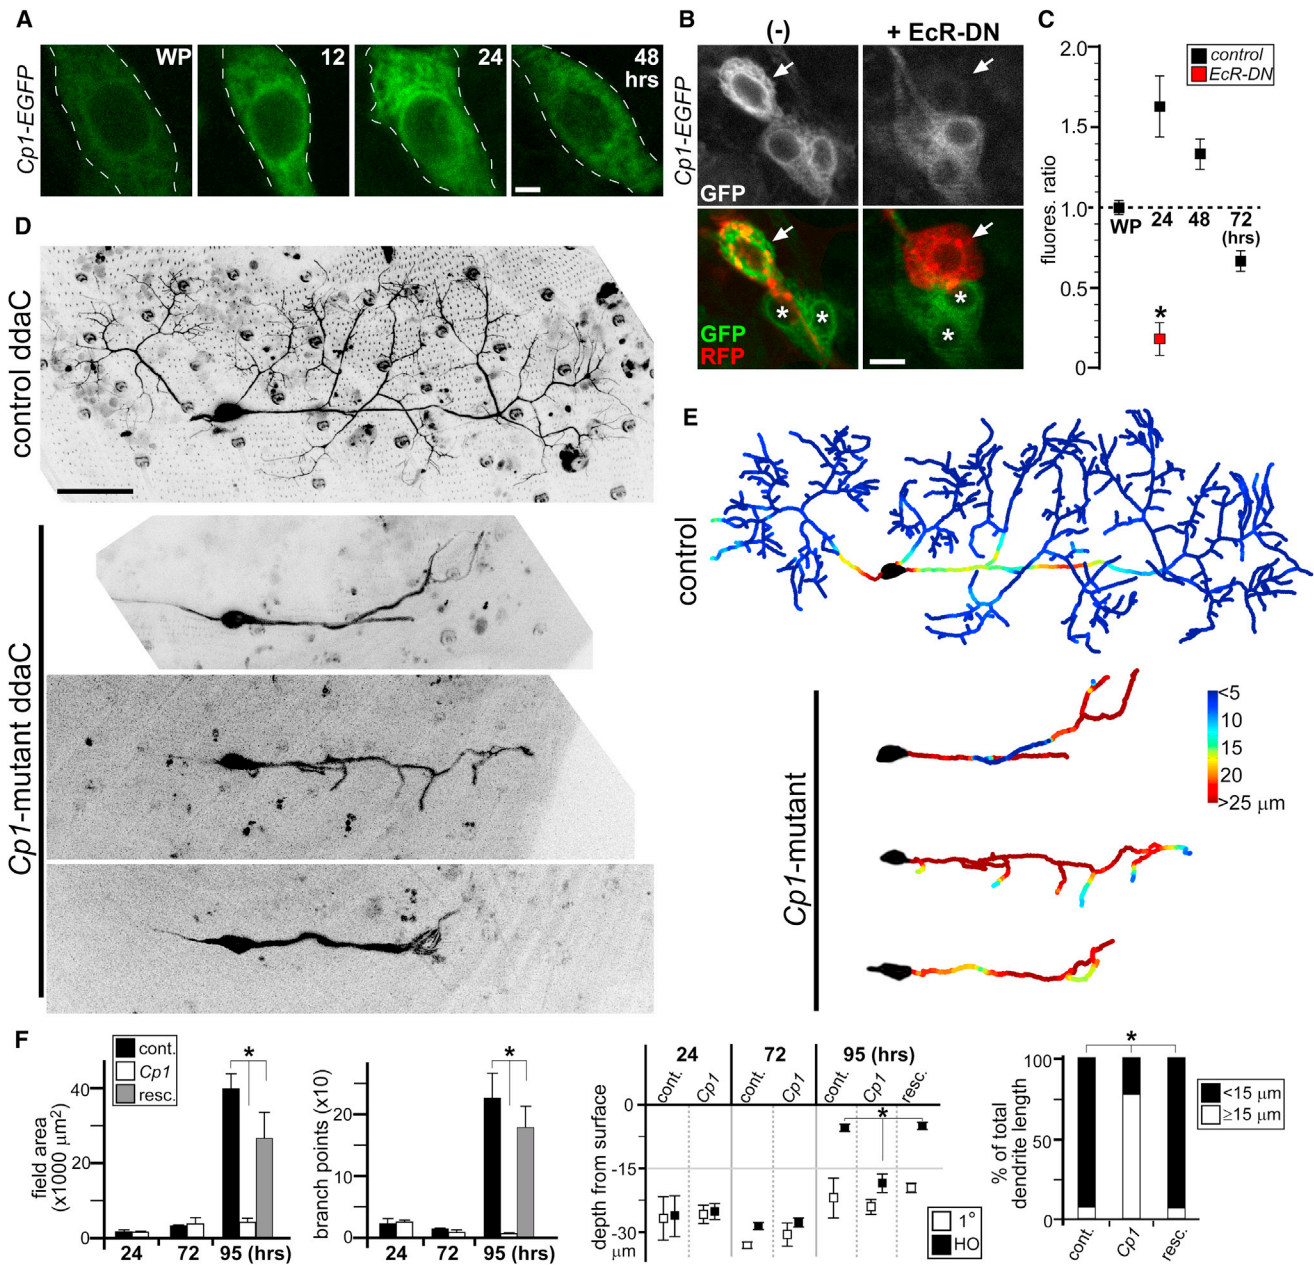 A
Cp1-EGFP
WP
12
24
48
hrs
B
(-)
+ EcR-DN
Cp1-EGFP
GFP
GFP
RFP
*
*
*
*
C
control
EcR-DN
fluores. ratio
2.0
1.5
1.0
0.5
0
WP
24
48
72
(hrs)
*
D
control ddaC
Cp1-mutant ddaC
E
control
Cp1-mutant
<5
10
15
20
>25 μm
F
cont.
Cp1
resc.
field area
(x1000 μm²)
40
20
0
24
72
95 (hrs)
*
branch points (x10)
20
10
0
24
72
95 (hrs)
*
depth from surface
24
72
95 (hrs)
cont.
Cp1
cont.
Cp1
cont.
Cp1
resc.
0
-15
-30
μm
*
1°
HO
% of total
dendrite length
100
50
0
cont.
Cp1
resc.
*
<15 μm
≥15 μm